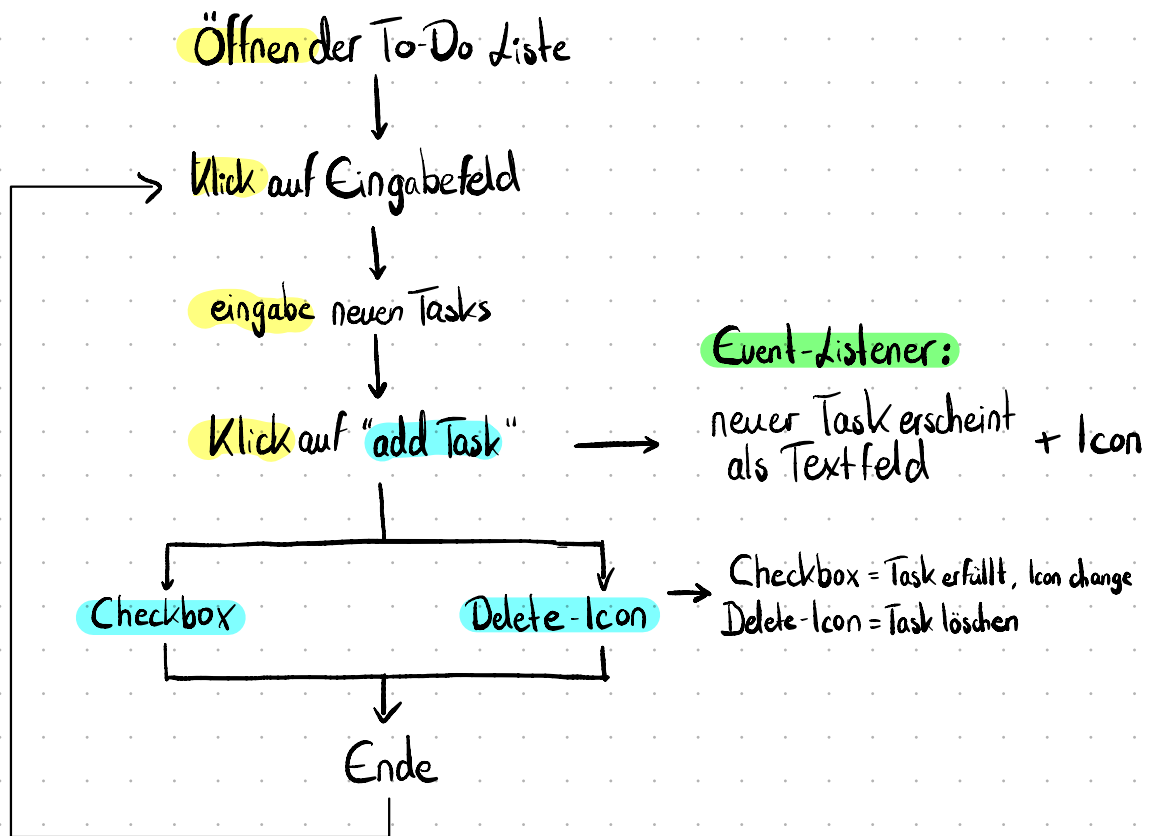 Öffnen der To-Do Liste
Klick auf Eingabefeld
eingabe neuen Tasks
Klick auf "add Task"
Event-Listener:
neuer Task erscheint
als Textfeld
+ Icon
Checkbox
Delete-Icon
Checkbox = Task erfüllt, Icon change
Delete-Icon = Task löschen
Ende